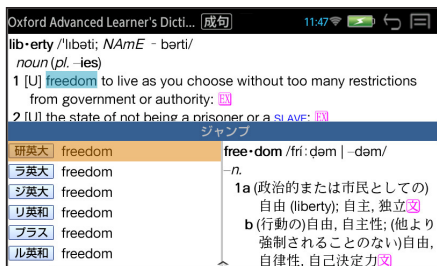 Oxford Advanced Learner's Dicti... 成句 11:47
lib･erty /ˈlɪbəti; NAmE ‑bərti/
noun (pl. –ies)
1 [U] freedom to live as you choose without too many restrictions
from government or authority: EX
2 [U] the state of not being a prisoner or a SLAVE: EX
ジャンプ
研英大 freedom
ラ英大 freedom
ジ英大 freedom
リ英和 freedom
プラス freedom
ル英和 freedom
free･dom /fríːdəm | –dəm/
–n.
1a (政治的または市民としての)
自由 (liberty); 自主, 独立文
b (行動の)自由, 自主性; (他より
強制されることのない)自由,
自律性, 自己決定力文